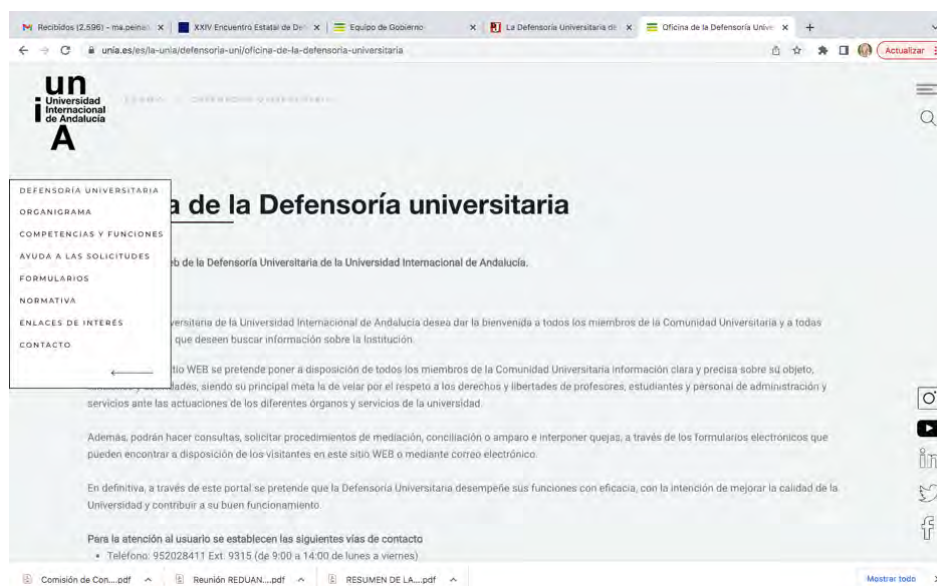 Recibidos (2.596) - ma.peina
XXIV Encuentro Estatal de De
Equipo de Gobierno
La Defensoría Universitaria de
Oficina de la Defensoría Unive
unia.es/es/la-unia/defensoria-uni/oficina-de-la-defensoria-universitaria
Actualizar
un
i Universidad
Internacional
de Andalucía
A
DEFENSORÍA UNIVERSITARIA
ORGANIGRAMA
COMPETENCIAS Y FUNCIONES
AYUDA A LAS SOLICITUDES
FORMULARIOS
NORMATIVA
ENLACES DE INTERÉS
CONTACTO
a de la Defensoría universitaria
eb de la Defensoría Universitaria de la Universidad Internacional de Andalucía.
versitaria de la Universidad Internacional de Andalucía desea dar la bienvenida a todos los miembros de la Comunidad Universitaria y a todas
que deseen buscar información sobre la Institución.
tio WEB se pretende poner a disposición de todos los miembros de la Comunidad Universitaria información clara y precisa sobre su objeto,
dades, siendo su principal meta la de velar por el respeto a los derechos y libertades de profesores, estudiantes y personal de administración y
servicios ante las actuaciones de los diferentes órganos y servicios de la universidad.
Además, podrán hacer consultas, solicitar procedimientos de mediación, conciliación o amparo e interponer quejas, a través de los formularios electrónicos que
pueden encontrar a disposición de los visitantes en este sitio WEB o mediante correo electrónico.
En definitiva, a través de este portal se pretende que la Defensoría Universitaria desempeñe sus funciones con eficacia, con la intención de mejorar la calidad de la
Universidad y contribuir a su buen funcionamiento.
Para la atención al usuario se establecen las siguientes vías de contacto
• Teléfono: 952028411 Ext. 9315 (de 9:00 a 14:00 de lunes a viernes)
Comisión de Con....pdf
Reunión REDUAN....pdf
RESUMEN DE LA....pdf
Mostrar todo